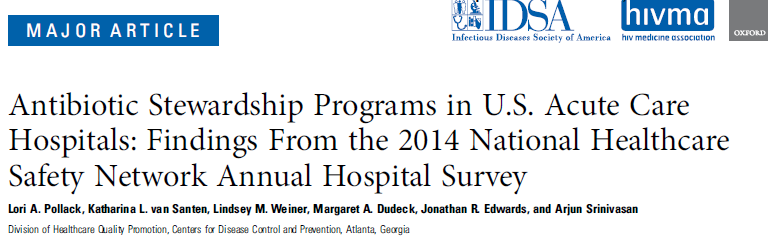 MAJOR ARTICLE
IDSA
Infectious Diseases Society of America
hivma
hiv medicine association
OXFORD
Antibiotic Stewardship Programs in U.S. Acute Care
Hospitals: Findings From the 2014 National Healthcare
Safety Network Annual Hospital Survey
Lori A. Pollack, Katharina L. van Santen, Lindsey M. Weiner, Margaret A. Dudeck, Jonathan R. Edwards, and Arjun Srinivasan
Division of Healthcare Quality Promotion, Centers for Disease Control and Prevention, Atlanta, Georgia